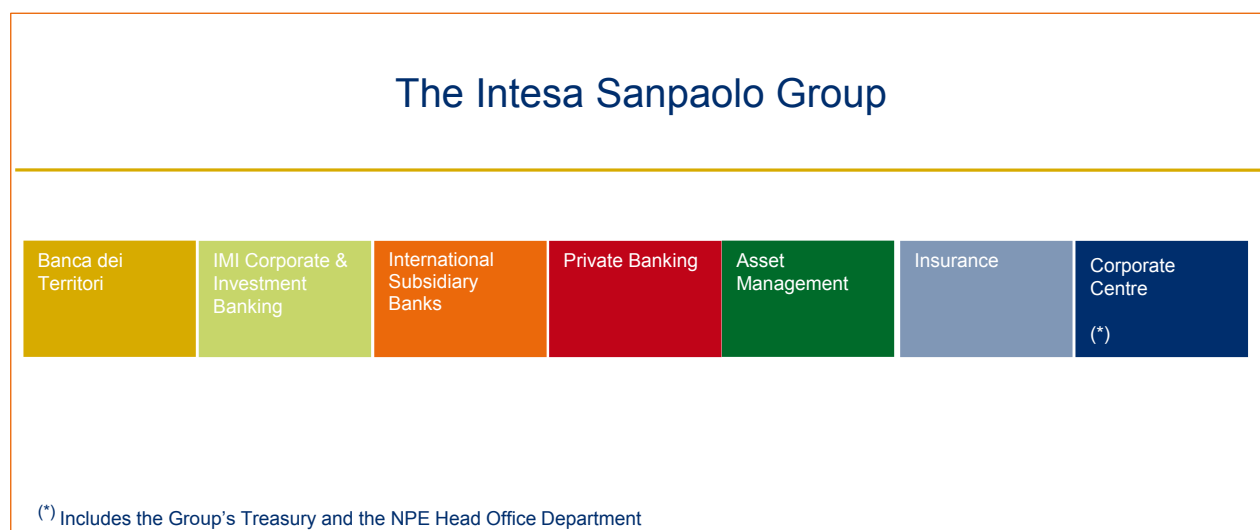 The Intesa Sanpaolo Group
Banca dei
Territori
IMI Corporate &
Investment
Banking
International
Subsidiary
Banks
Private Banking
Asset
Management
Insurance
Corporate
Centre
(*)
(*) Includes the Group’s Treasury and the NPE Head Office Department